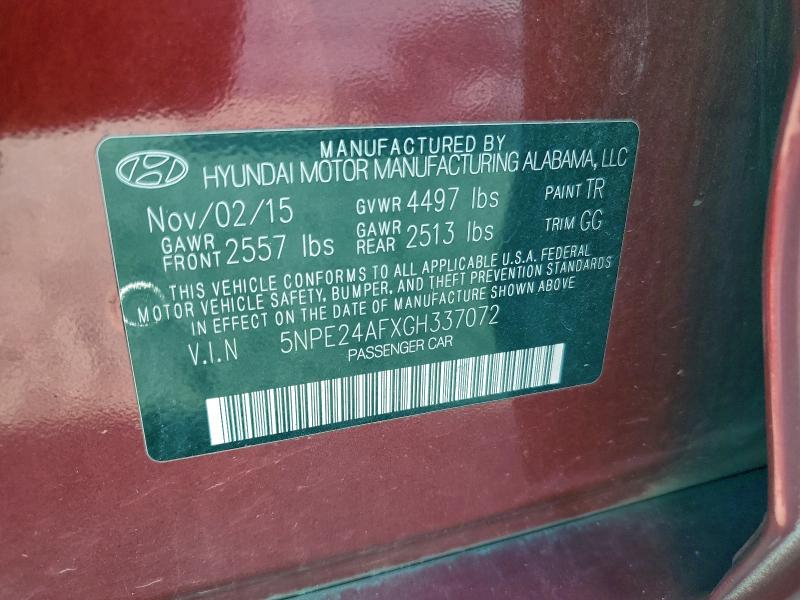 MANUFACTURED BY
HYUNDAI MOTOR MANUFACTURING ALABAMA, LLC
Nov/02/15 GVWR 4497 lbs PAINT TR
GAWR FRONT 2557 lbs GAWR REAR 2513 lbs TRIM GG
THIS VEHICLE CONFORMS TO ALL APPLICABLE U.S.A. FEDERAL
MOTOR VEHICLE SAFETY, BUMPER, AND THEFT PREVENTION STANDARDS
IN EFFECT ON THE DATE OF MANUFACTURE SHOWN ABOVE
V.I.N 5NPE24AFXGH337072
PASSENGER CAR